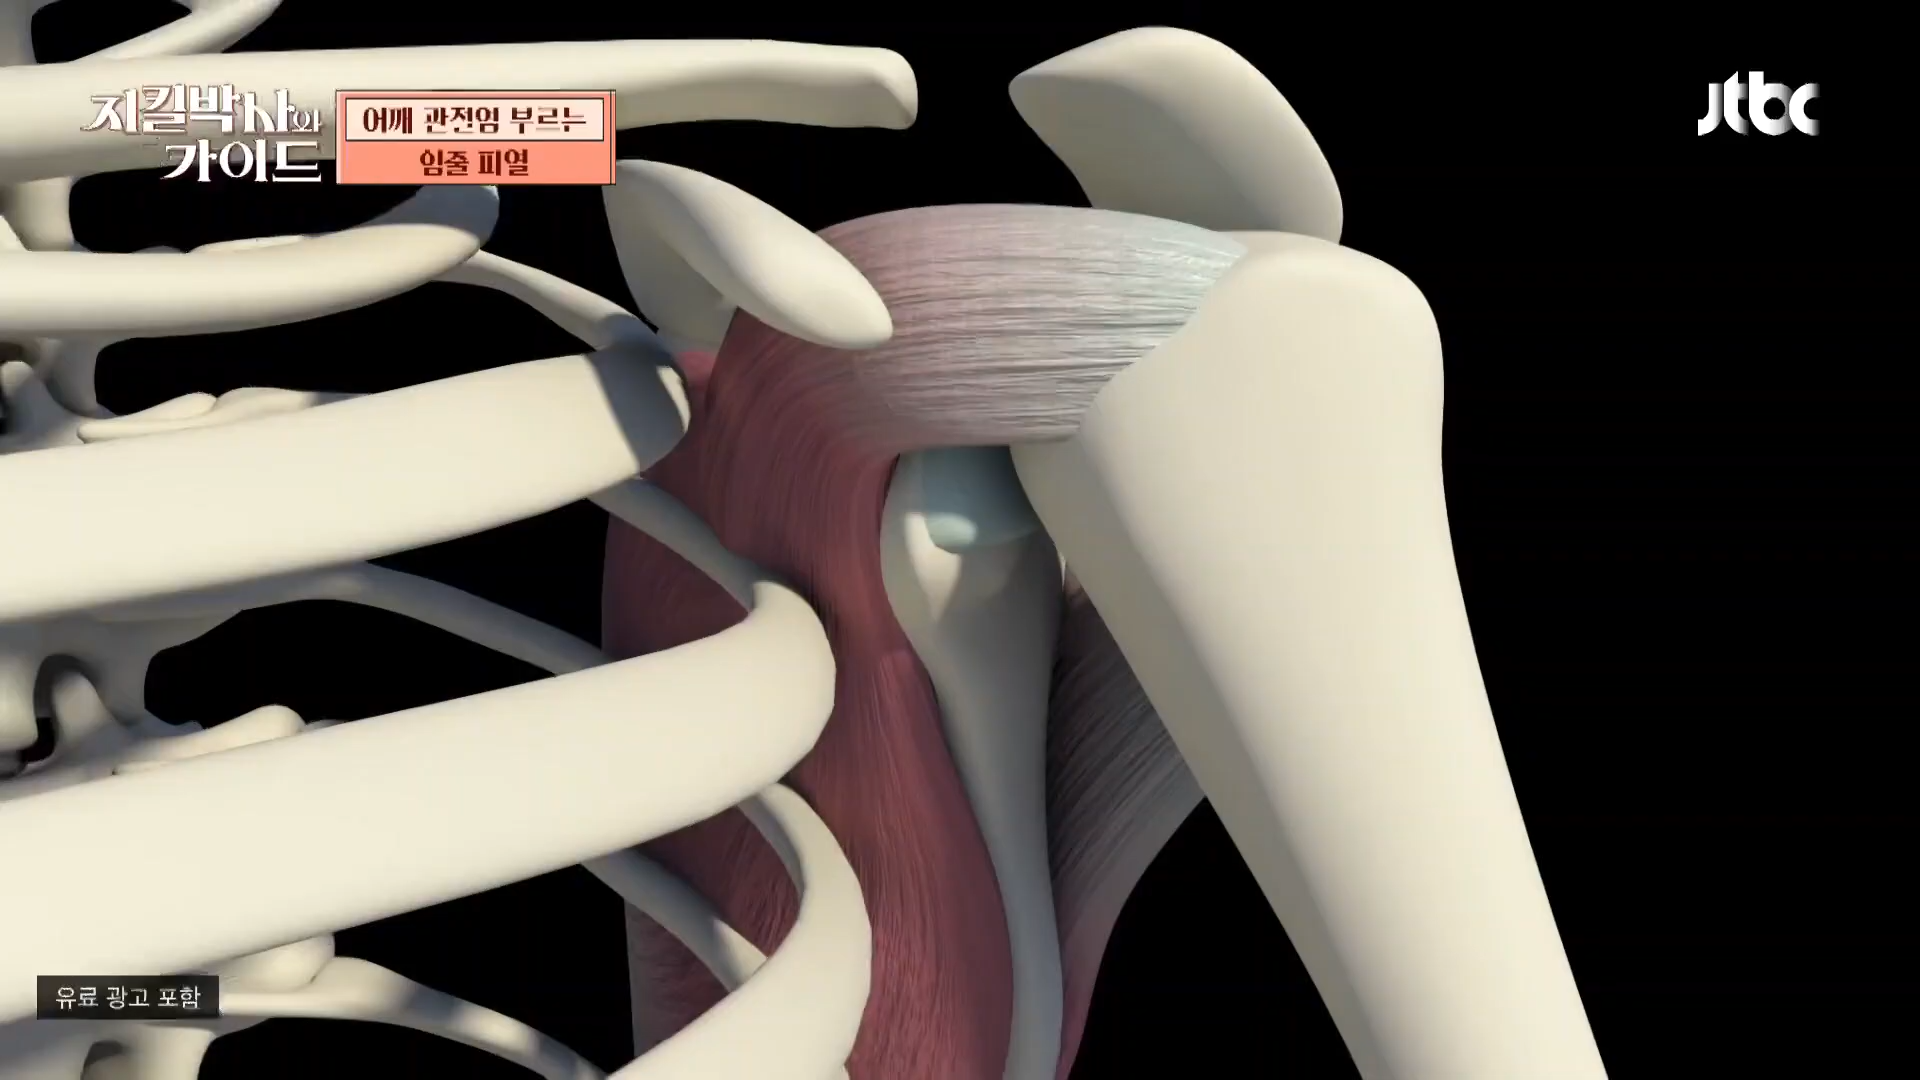 지킬박사와
가이드
어깨 관전염 부르는
힘줄 파열
jtbc
유료 광고 포함